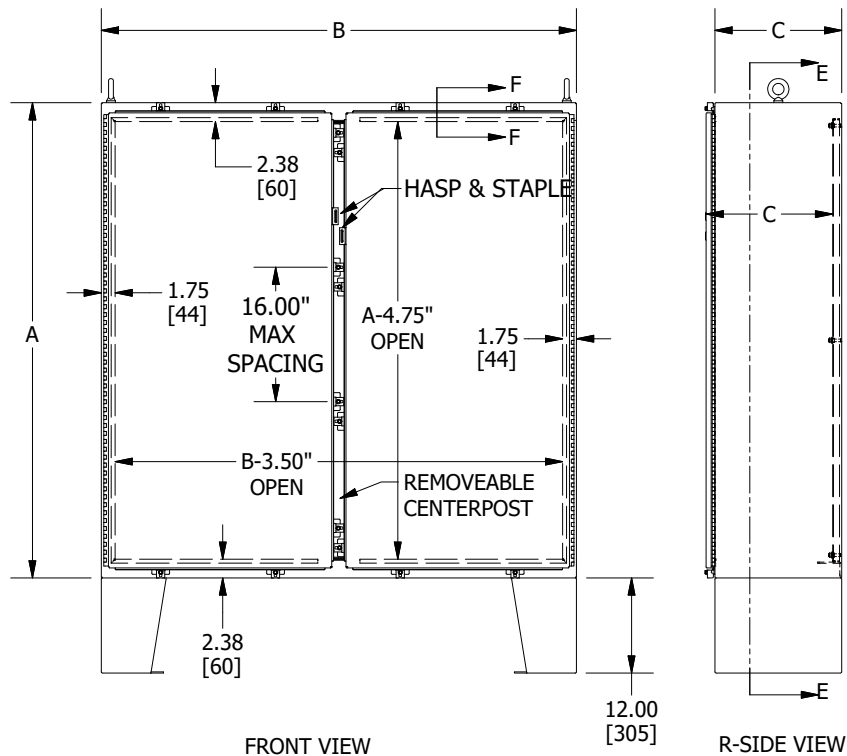 B
C
F
E
F
2.38
[60]
HASP & STAPLE
C
1.75
[44]
16.00"
MAX
SPACING
A-4.75"
OPEN
1.75
[44]
A
B-3.50"
OPEN
REMOVEABLE
CENTERPOST
2.38
[60]
12.00
[305]
E
FRONT VIEW
R-SIDE VIEW